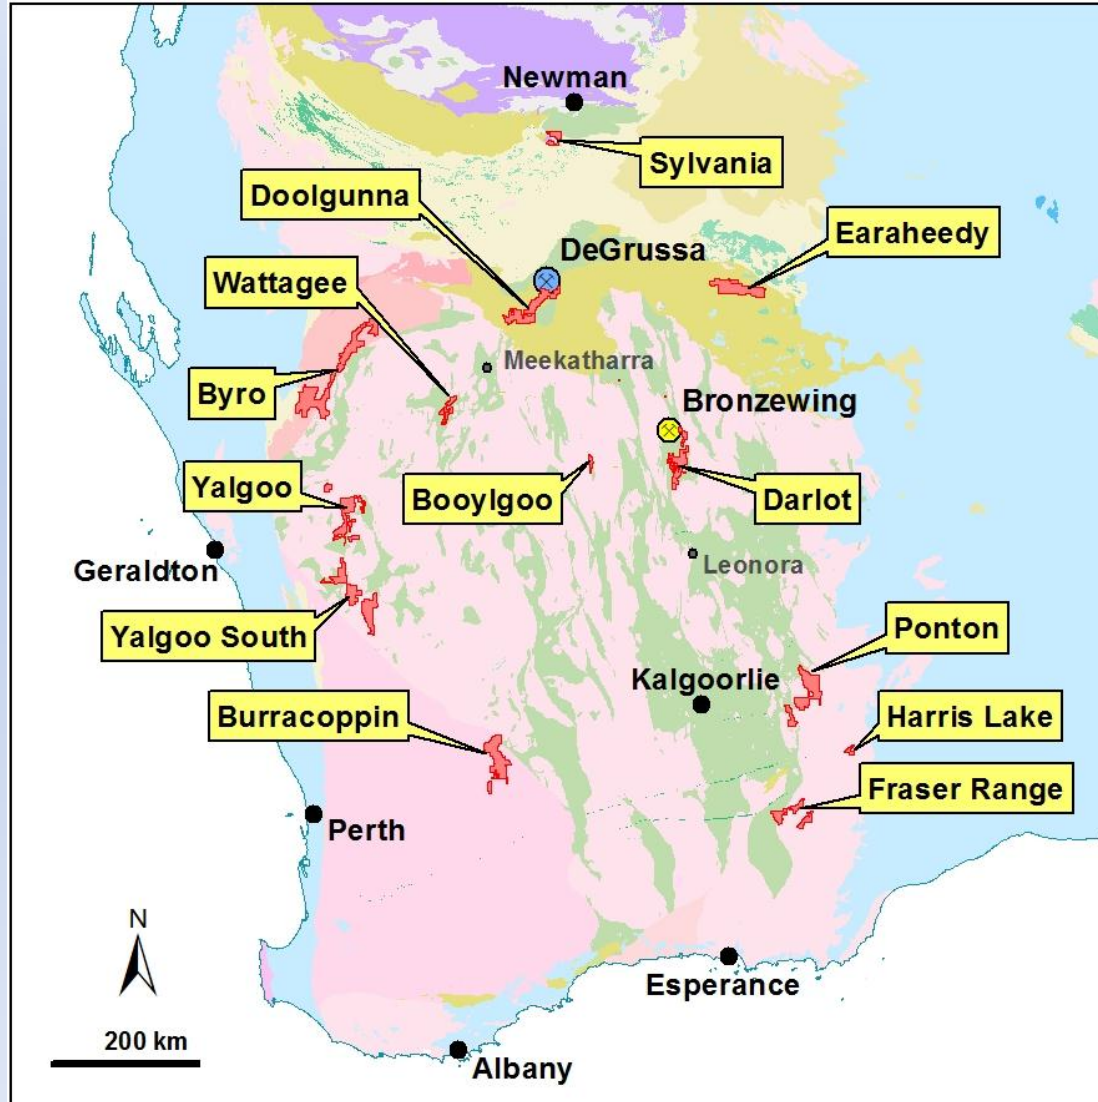 Newman
Sylvania
Doolgunna
Earaheedy
DeGrussa
Wattagee
Meekatharra
Byro
Bronzewing
Yalgoo
Booylgoo
Darlot
Geraldton
Leonora
Yalgoo South
Ponton
Kalgoorlie
Burracoppin
Harris Lake
Fraser Range
Perth
N
Esperance
200 km
Albany